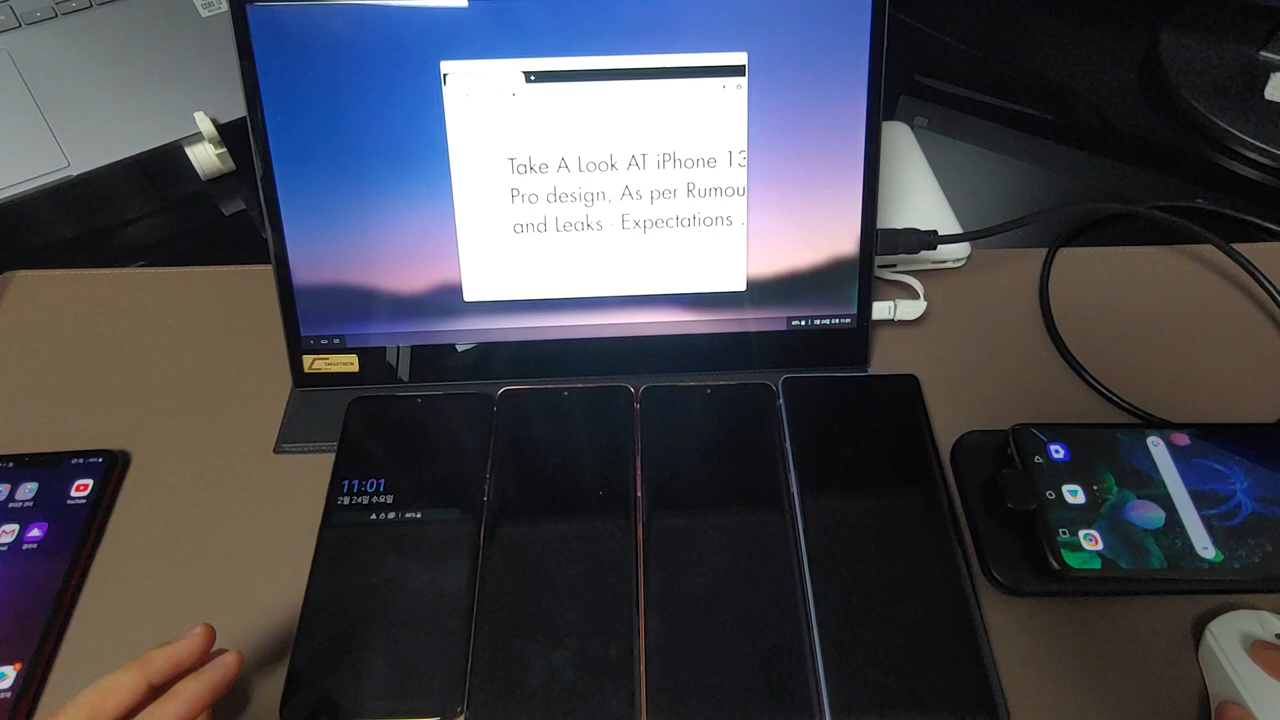 Take A Look AT iPhone 13
Pro design, As per Rumou
and Leaks - Expectations .
11:01
2월 24일 수요일
YouTube